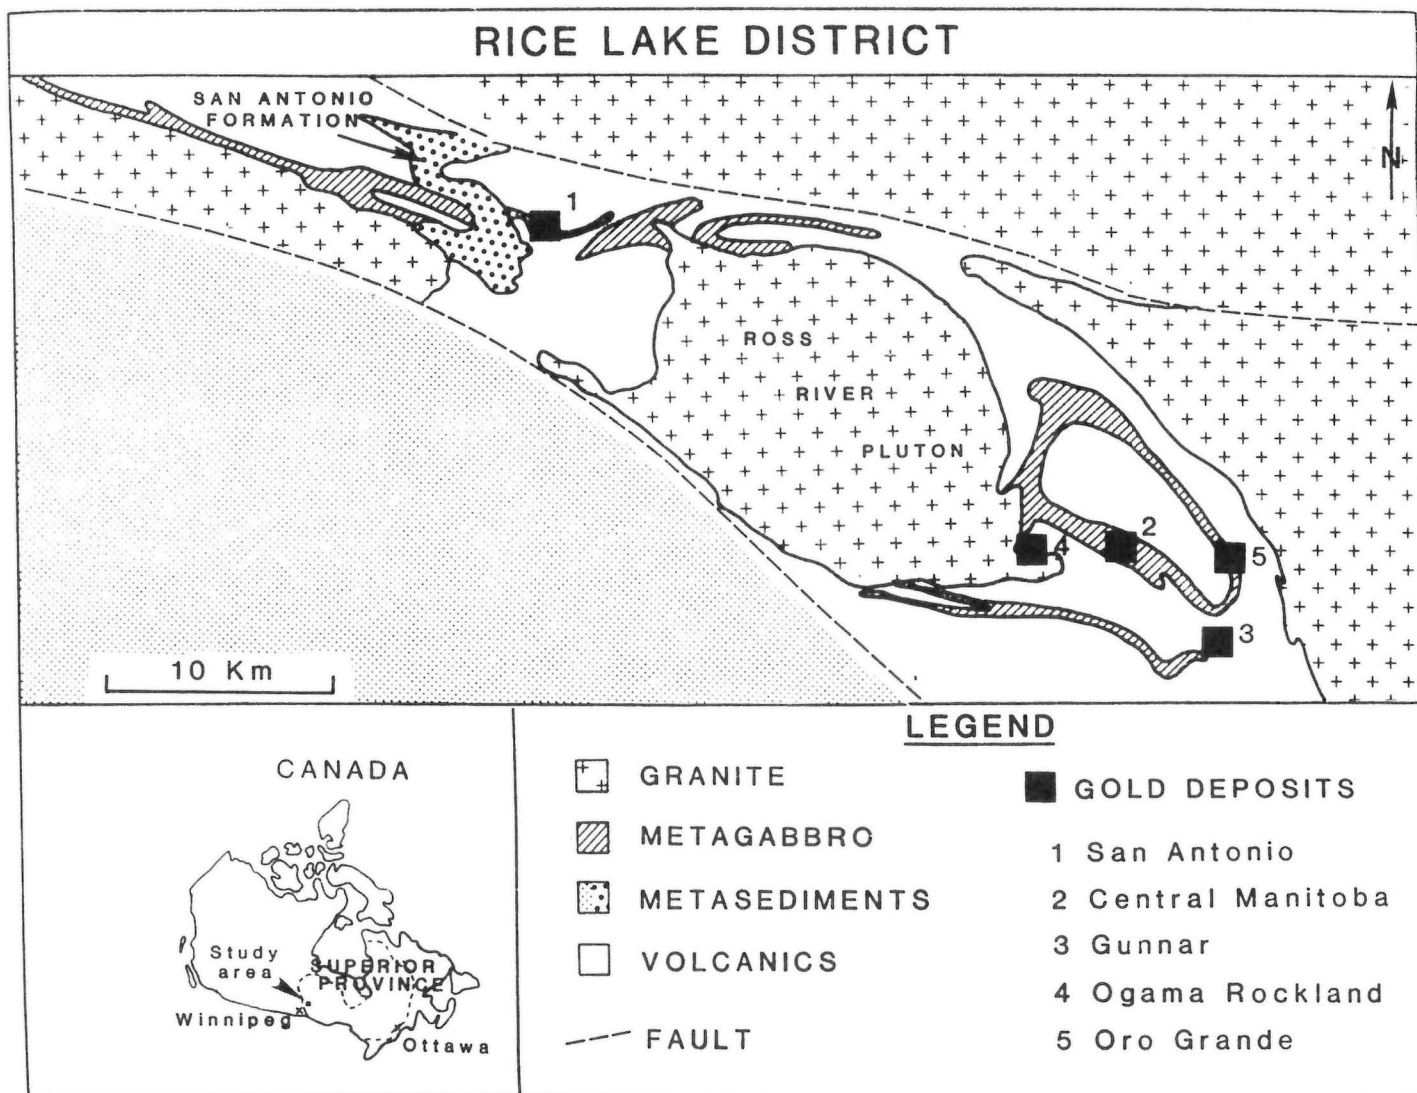 RICE LAKE DISTRICT
SAN ANTONIO
FORMATION
N
1
ROSS
RIVER
PLUTON
2
4
5
3
10 Km
CANADA
Study
area
SUPERIOR
PROVINCE
Winnipeg
Ottawa
LEGEND
GRANITE
METAGABBRO
METASEDIMENTS
VOLCANICS
FAULT
GOLD DEPOSITS
1 San Antonio
2 Central Manitoba
3 Gunnar
4 Ogama Rockland
5 Oro Grande